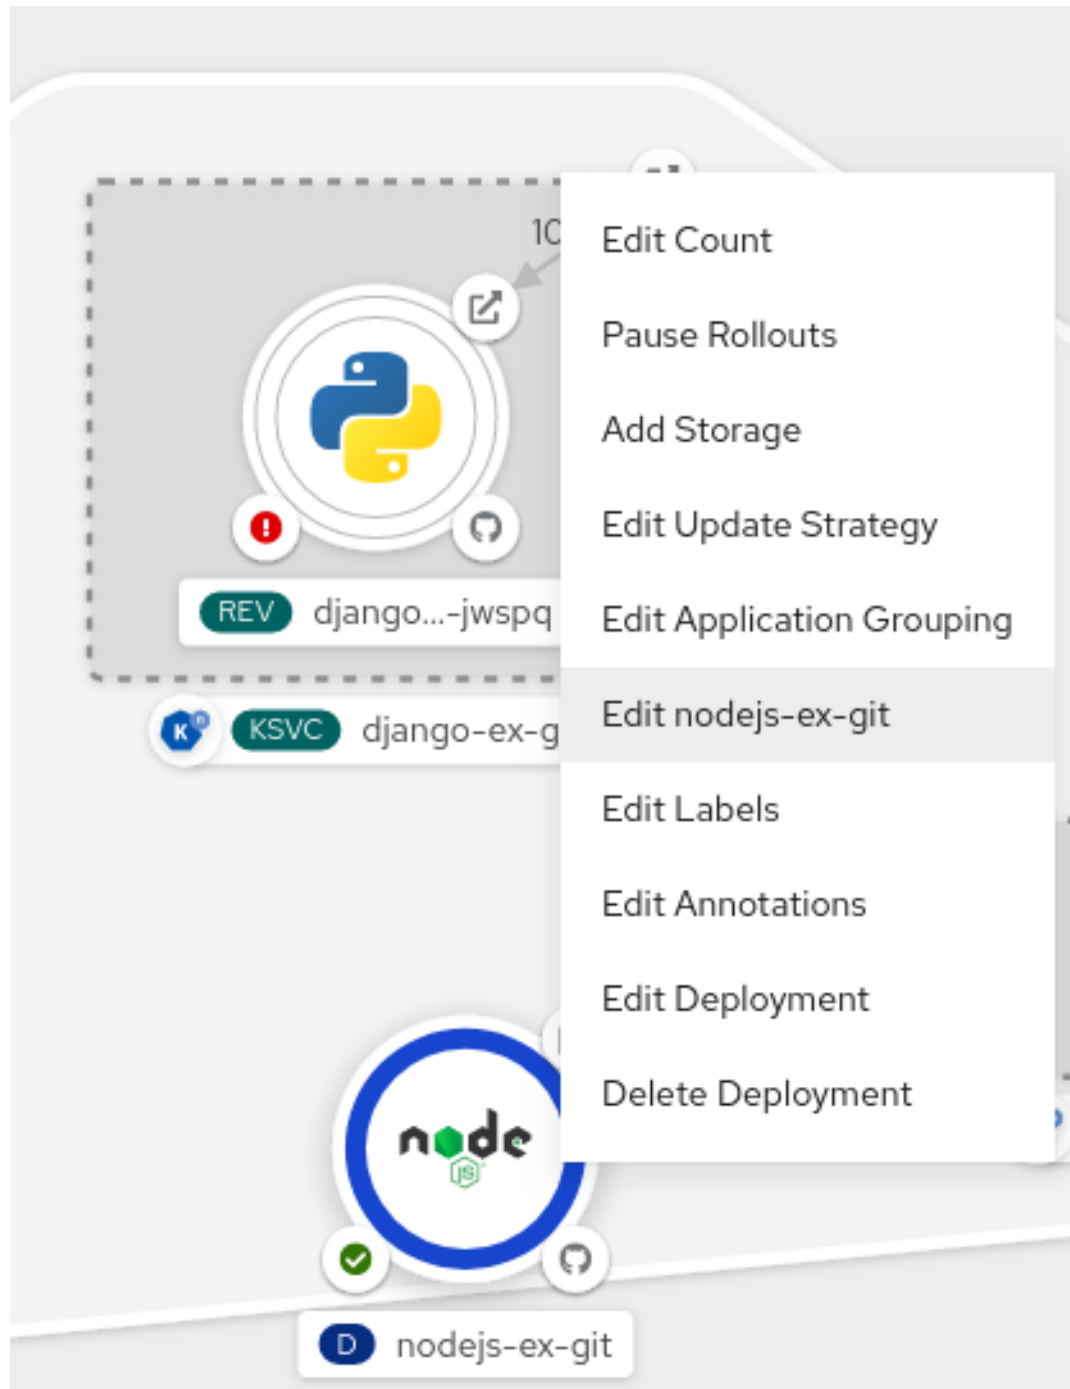 10
Edit Count
Pause Rollouts
Add Storage
Edit Update Strategy
Edit Application Grouping
Edit nodejs-ex-git
Edit Labels
Edit Annotations
Edit Deployment
Delete Deployment
REV django...-jwspq
K n KSVC django-ex-g
node
JS
D nodejs-ex-git